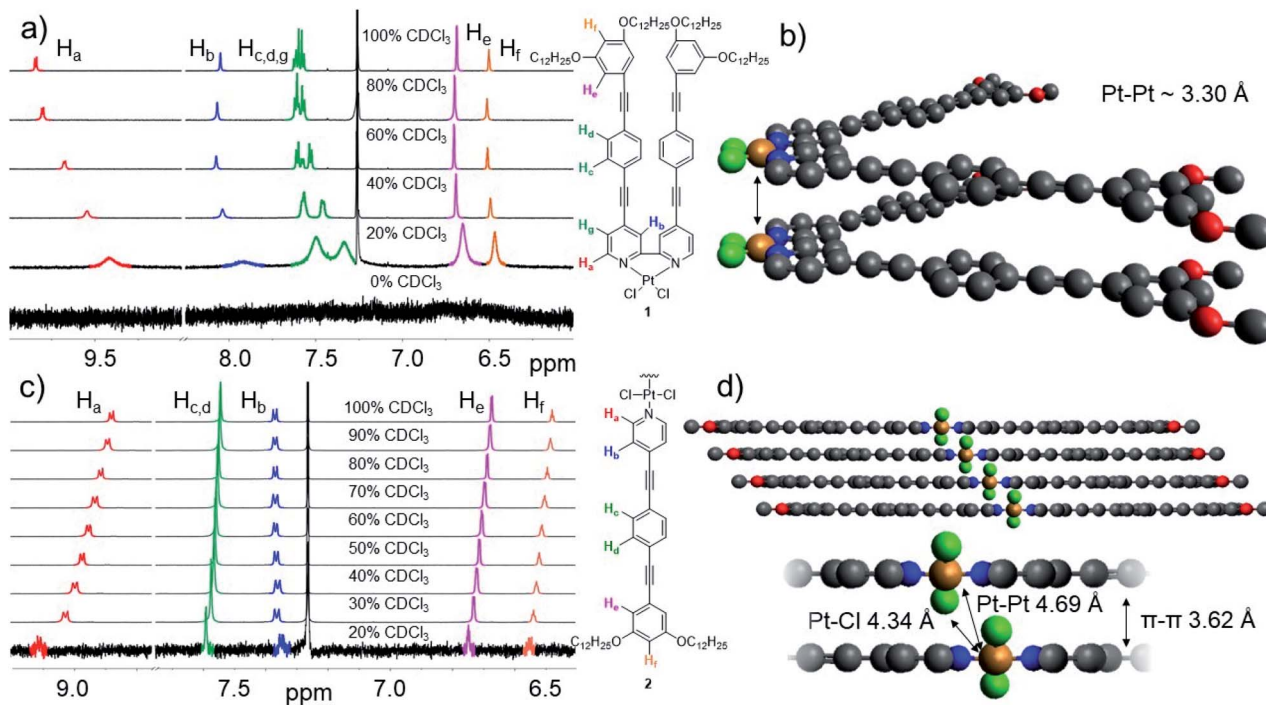 a)
Ha
Hb
Hc,d,g
He
Hf
100% CDCl3
80% CDCl3
60% CDCl3
40% CDCl3
20% CDCl3
0% CDCl3
9.5
8.0
7.5
7.0
6.5
ppm
Hf
OC12H25
OC12H25
C12H25O
OC12H25
He
Hd
Hc
Hg
Hb
Ha
N
N
Pt
Cl
Cl
1
b)
Pt-Pt ~ 3.30 Å
c)
Ha
Hc,d
Hb
He
Hf
100% CDCl3
90% CDCl3
80% CDCl3
70% CDCl3
60% CDCl3
50% CDCl3
40% CDCl3
30% CDCl3
20% CDCl3
9.0
7.5
ppm
7.0
6.5
Cl-Pt-Cl
Ha
N
Hb
Hc
Hd
He
OC12H25
OC12H25
Hf
2
d)
Pt-Cl 4.34 Å
Pt-Pt 4.69 Å
π-π 3.62 Å